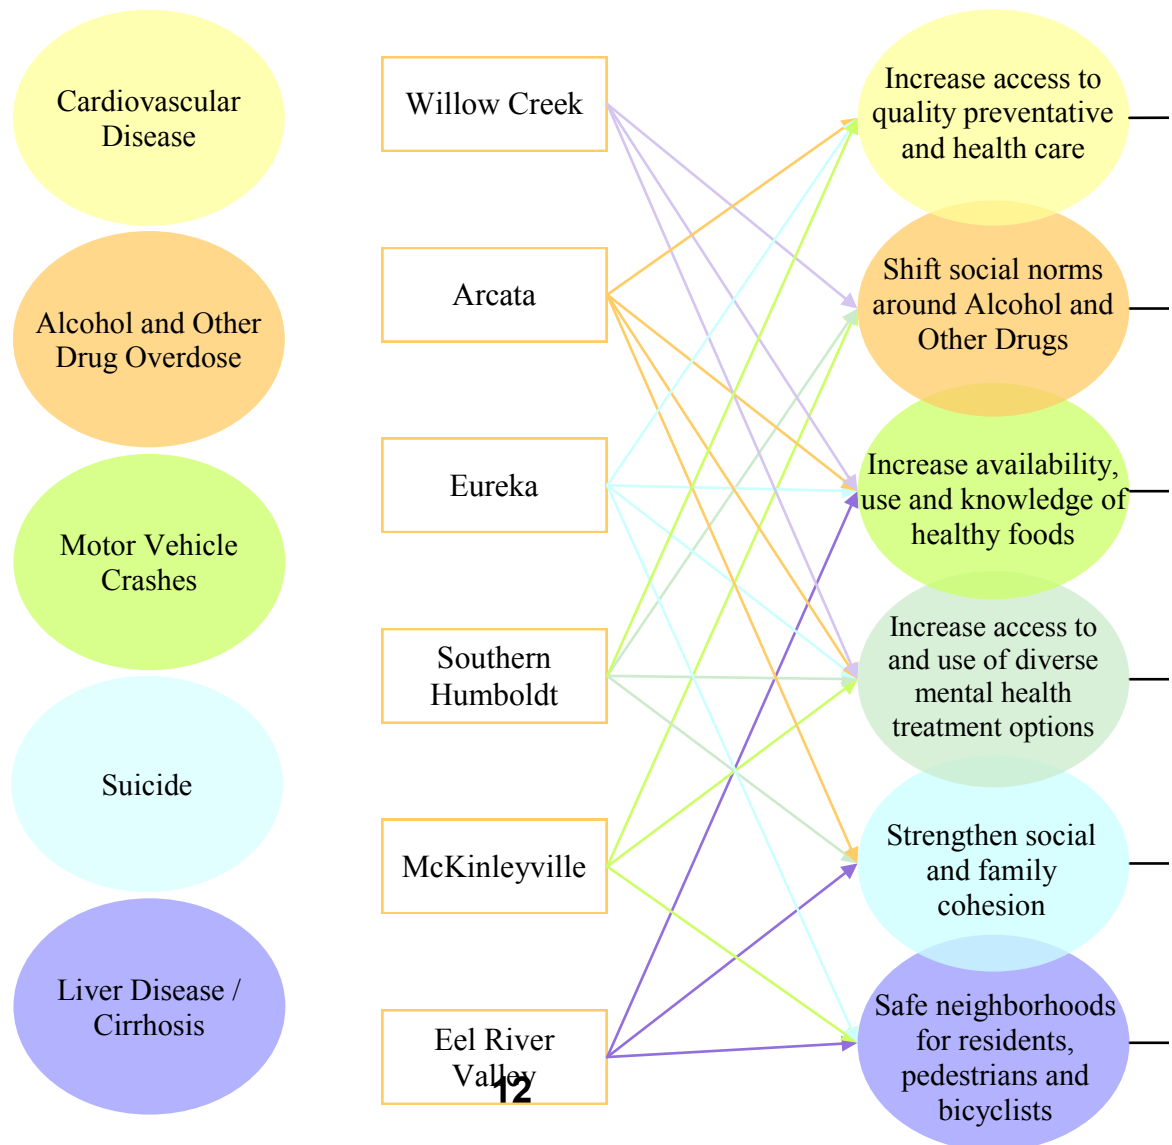 Cardiovascular
Disease
Alcohol and Other
Drug Overdose
Motor Vehicle
Crashes
Suicide
Liver Disease /
Cirrhosis
Willow Creek
Arcata
Eureka
Southern
Humboldt
McKinleyville
Eel River
Valley
12
Increase access to
quality preventative
and health care
Shift social norms
around Alcohol and
Other Drugs
Increase availability,
use and knowledge of
healthy foods
Increase access to
and use of diverse
mental health
treatment options
Strengthen social
and family
cohesion
Safe neighborhoods
for residents,
pedestrians and
bicyclists